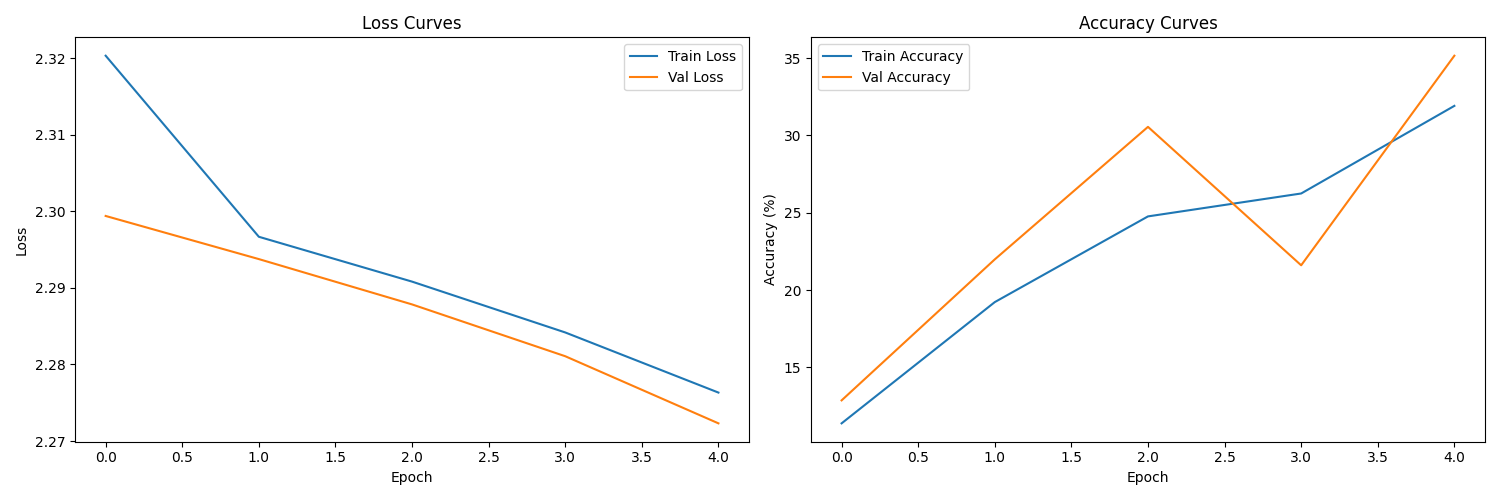 Loss Curves
Train Loss
Val Loss
2.32
2.31
2.30
2.29
2.28
2.27
Loss
0.0 0.5 1.0 1.5 2.0 2.5 3.0 3.5 4.0
Epoch
Accuracy Curves
Train Accuracy
Val Accuracy
35
30
25
20
15
Accuracy (%)
0.0 0.5 1.0 1.5 2.0 2.5 3.0 3.5 4.0
Epoch